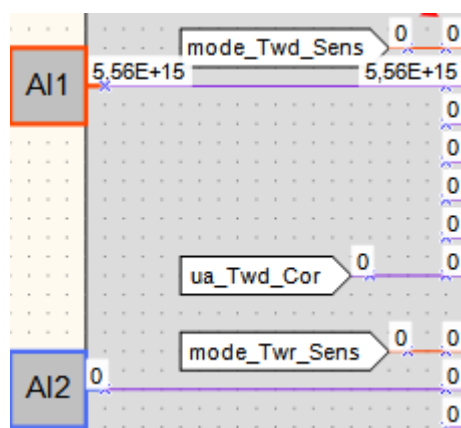 mode_Twd_Sens 0 0
AI1 5,56E+15 5,56E+15
0
0
0
0
ua_Twd_Cor 0 0
mode_Twr_Sens 0 0
AI2 0 0
0